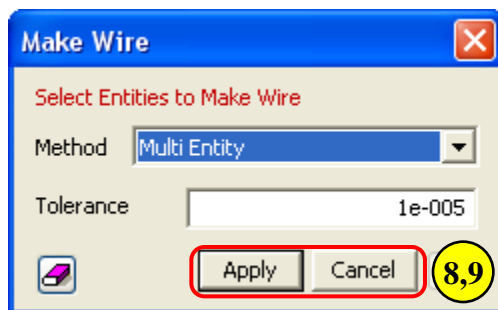 Make Wire
Select Entities to Make Wire
Method Multi Entity
Tolerance 1e-005
Apply Cancel 8,9